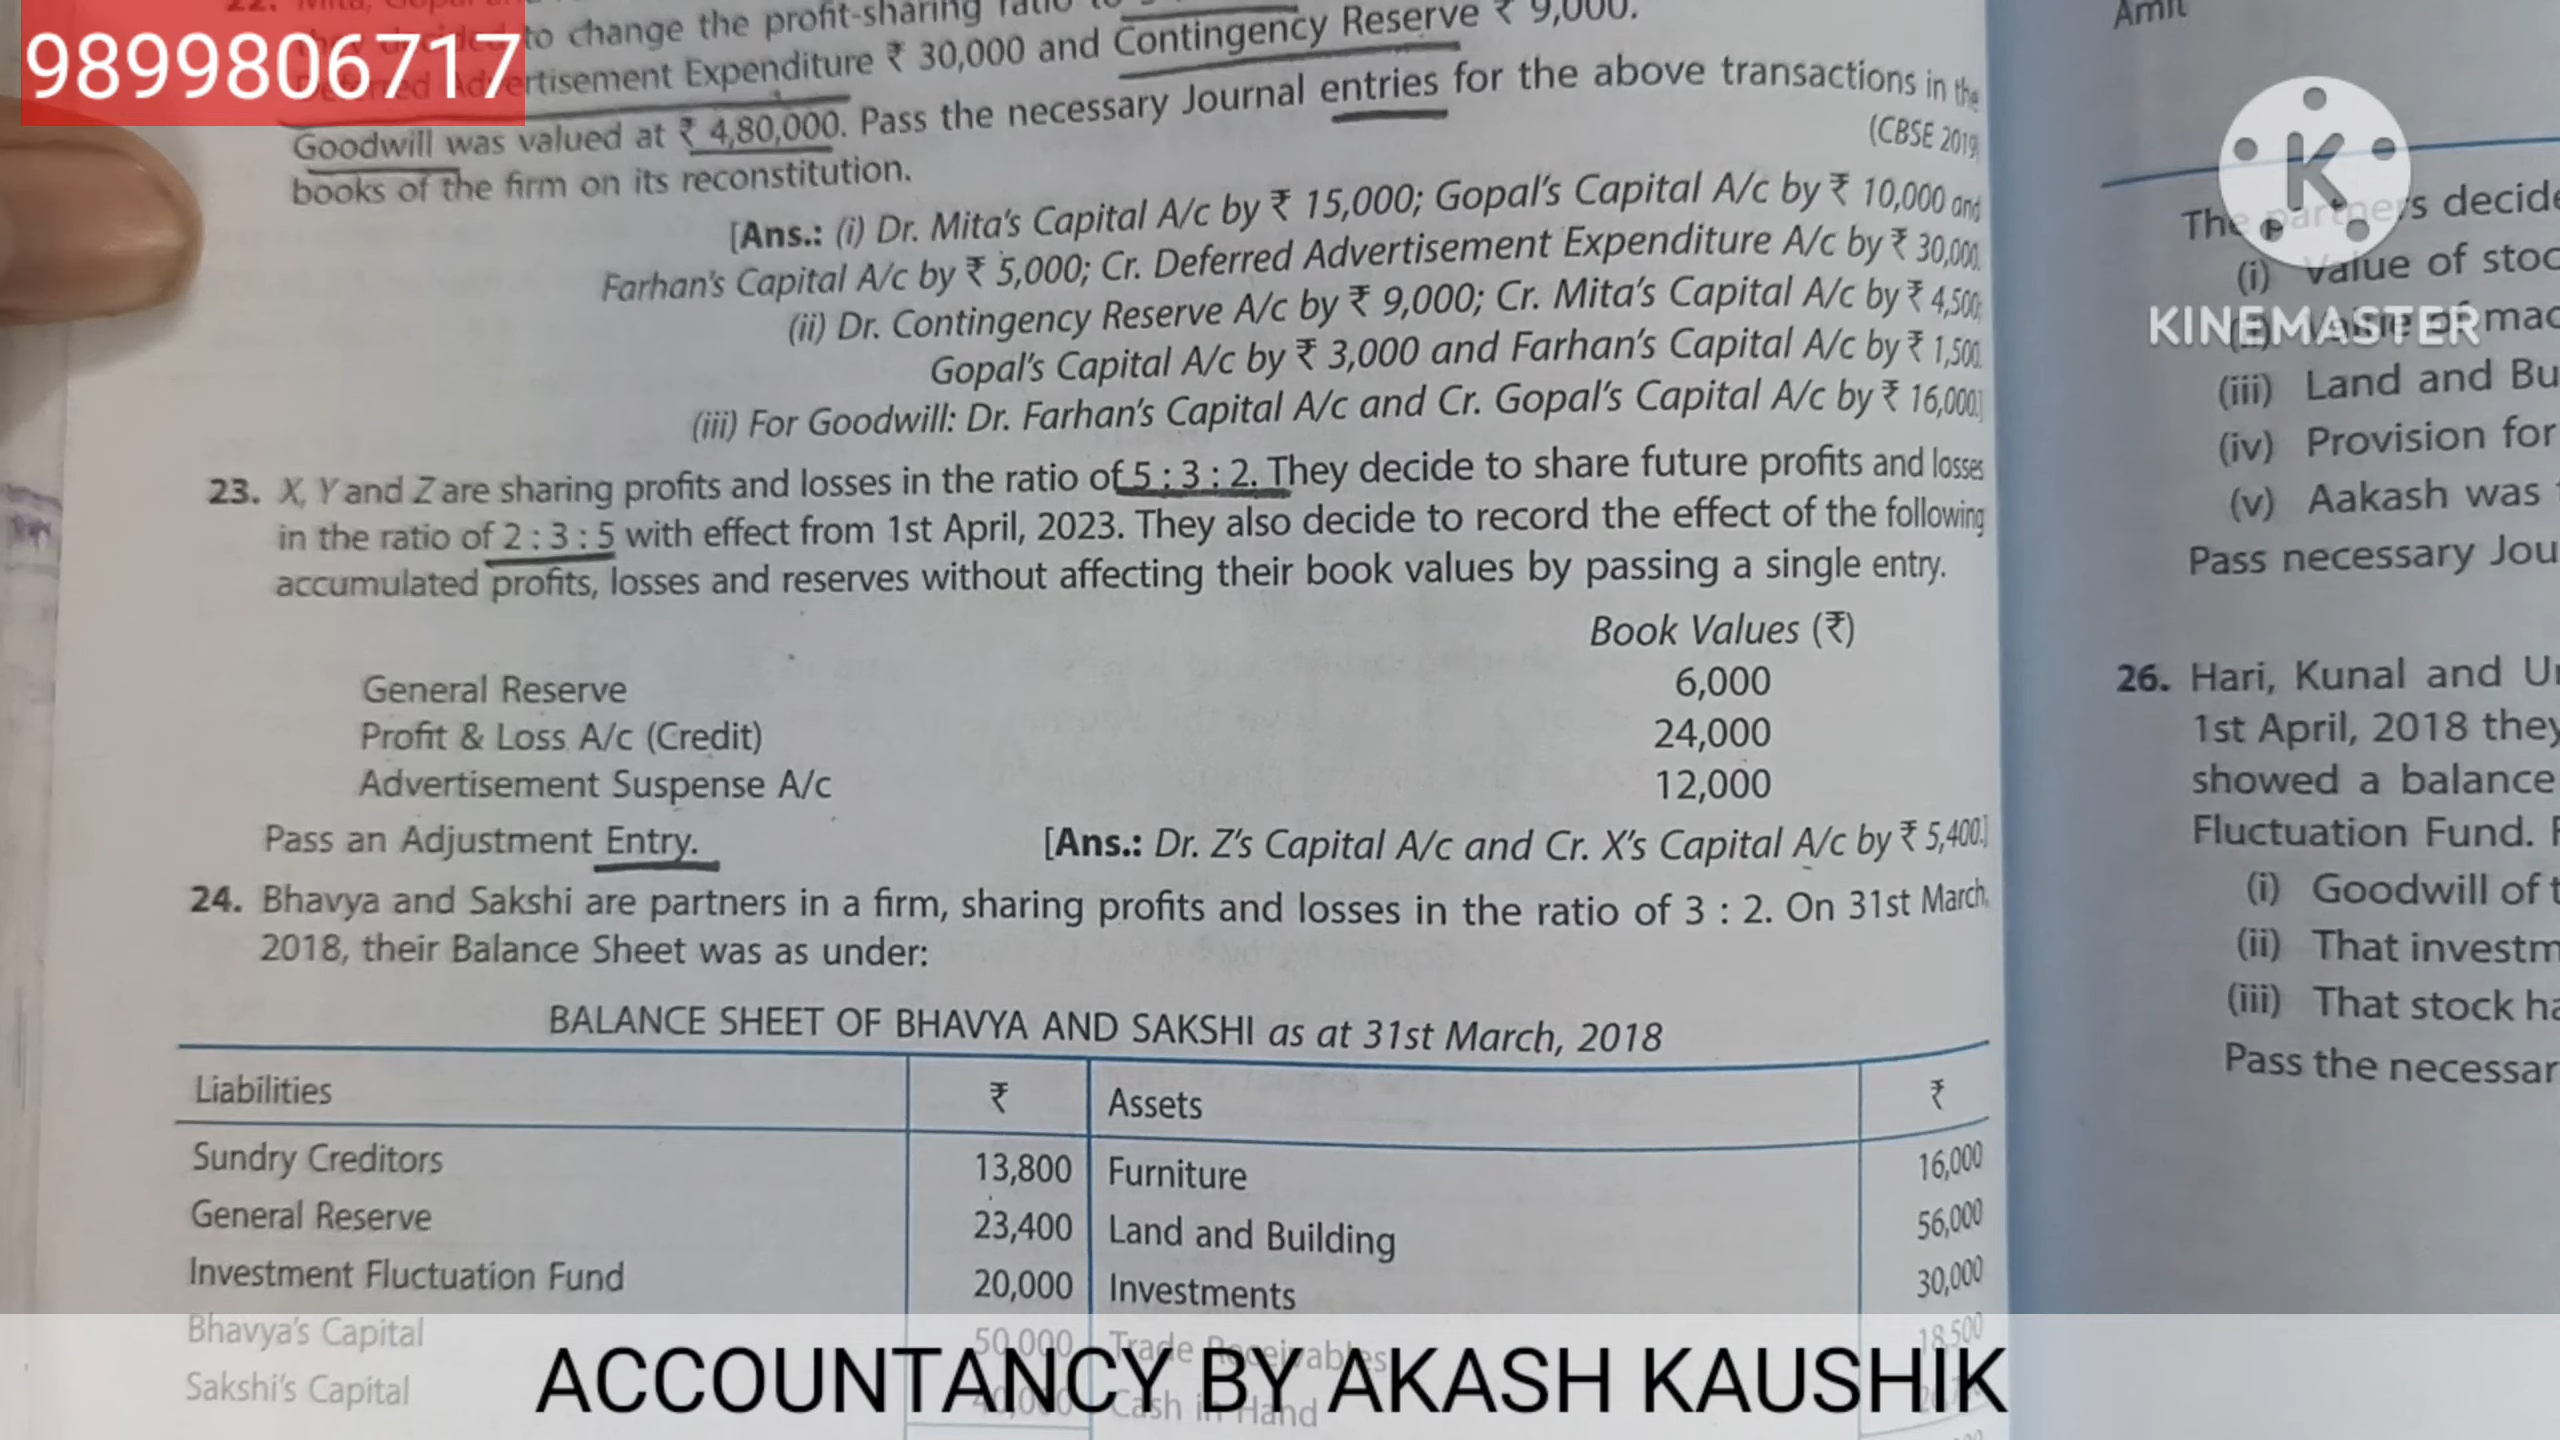 9899806717
to change the profit-sharing ratio to
Advertisement Expenditure ₹ 30,000 and Contingency Reserve ₹ 9,000.
Goodwill was valued at ₹ 4,80,000. Pass the necessary Journal entries for the above transactions in the
books of the firm on its reconstitution.
(CBSE 2019
[Ans.: (i) Dr. Mita's Capital A/c by ₹ 15,000; Gopal's Capital A/c by ₹ 10,000 and
Farhan's Capital A/c by ₹ 5,000; Cr. Deferred Advertisement Expenditure A/c by ₹ 30,000.
(ii) Dr. Contingency Reserve A/c by ₹ 9,000; Cr. Mita's Capital A/c by ₹ 4,500;
Gopal's Capital A/c by ₹ 3,000 and Farhan's Capital A/c by ₹ 1,500.
(iii) For Goodwill: Dr. Farhan's Capital A/c and Cr. Gopal's Capital A/c by ₹ 16,000.]
23. X, Y and Z are sharing profits and losses in the ratio of 5 : 3 : 2. They decide to share future profits and losses
in the ratio of 2 : 3 : 5 with effect from 1st April, 2023. They also decide to record the effect of the following
accumulated profits, losses and reserves without affecting their book values by passing a single entry.
Book Values (₹)
General Reserve 6,000
Profit & Loss A/c (Credit) 24,000
Advertisement Suspense A/c 12,000
Pass an Adjustment Entry. [Ans.: Dr. Z's Capital A/c and Cr. X's Capital A/c by ₹ 5,400.]
24. Bhavya and Sakshi are partners in a firm, sharing profits and losses in the ratio of 3 : 2. On 31st March,
2018, their Balance Sheet was as under:
BALANCE SHEET OF BHAVYA AND SAKSHI as at 31st March, 2018
Liabilities ₹ Assets ₹
Sundry Creditors 13,800 Furniture 16,000
General Reserve 23,400 Land and Building 56,000
Investment Fluctuation Fund 20,000 Investments 30,000
Bhavya's Capital 50,000 Trade Receivables 18,500
Sakshi's Capital Cash in Hand
ACCOUNTANCY BY AKASH KAUSHIK
Amit
K
KINEMASTER
The partners decide
(i) Value of stoc
mac
(iii) Land and Bu
(iv) Provision for
(v) Aakash was
Pass necessary Jou
26. Hari, Kunal and
1st April, 2018 they
showed a balance
Fluctuation Fund.
(i) Goodwill of
(ii) That investm
(iii) That stock ha
Pass the necessar